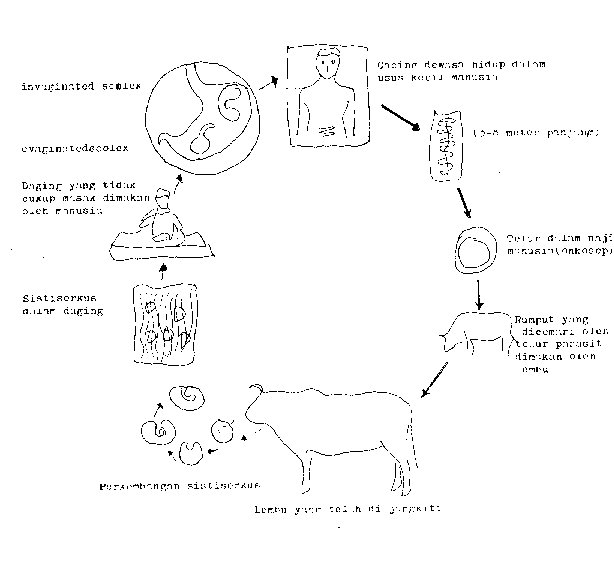 Cacing dewasa hidup dalam
usus kecil manusia
invaginated scolex
evaginatedscolex
meter panjang)
Daging yang tidak
cukup masak dimakan
oleh manusia
Telur dalam naji
manusia(onkosep)
Sistiserkus
dalam daging
Rumput yang
dicemari oleh
telur parasit
dimakan oleh
lembu
Perkembangan sistiserkus
Lembu yang telah di jangkiti